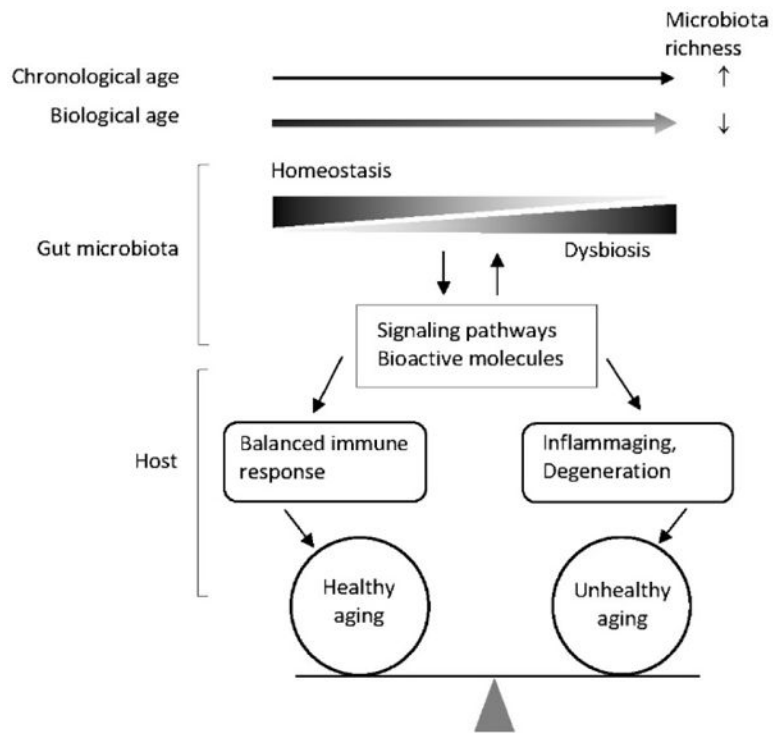 Microbiota
richness
Chronological age ↑
Biological age ↓
Homeostasis
Gut microbiota
Dysbiosis
Signaling pathways
Bioactive molecules
Host
Balanced immune
response
Inflammaging,
Degeneration
Healthy
aging
Unhealthy
aging